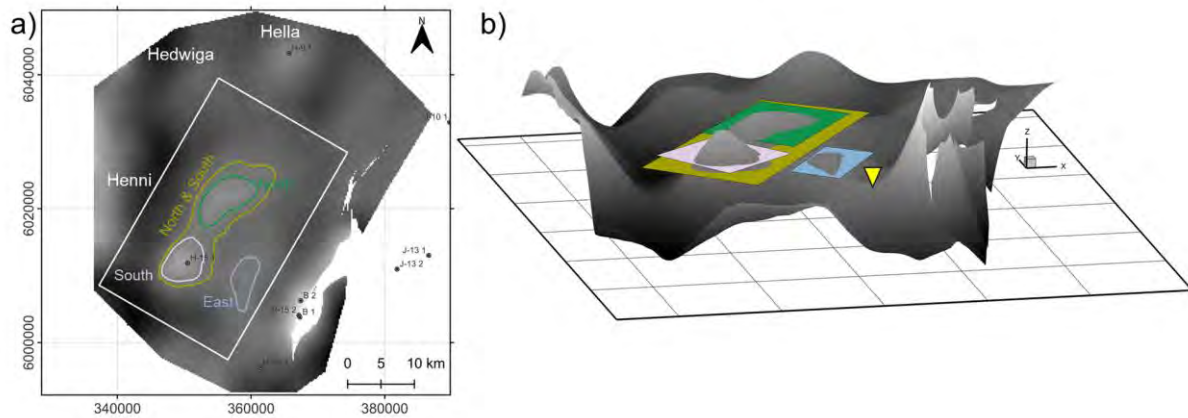 a)
N
Hella
Hedwiga
6040000
Henni
North & South
6020000
South
East
J-13 1
J-13 2
B 2
H-15 2
B 1
6000000
0 5 10 km
340000 360000 380000
b)
z
Y
x